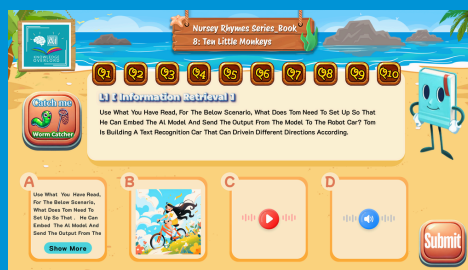 Nursey Rhymes Series_Book
8: Ten Little Monkeys
Q1 Q2 Q3 Q4 Q5 Q6 Q7 Q8 Q9 Q10
Catch me
Worm Catcher
L1 & Information Retrieval 1
Use What You Have Read, For The Below Scenario, What Does Tom Need To Set Up So That
He Can Embed The AI Model And Send The Output From The Model To The Robot Car? Tom
Is Building A Text Recognition Car That Can Drivein Different Directions According.
A
B
C
D
Use What You Have Read,
For The Below Scenario,
What Does Tom Need To
Set Up So That . He Can
Embed The AI Model And
Send The Output From The
Show More
Submit